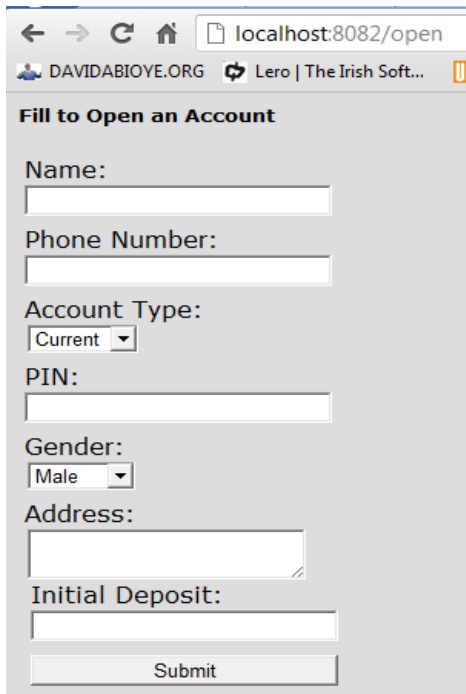 localhost:8082/open
DAVIDABIOYE.ORG Lero | The Irish Soft...
Fill to Open an Account
Name:
Phone Number:
Account Type:
Current
PIN:
Gender:
Male
Address:
Initial Deposit:
Submit